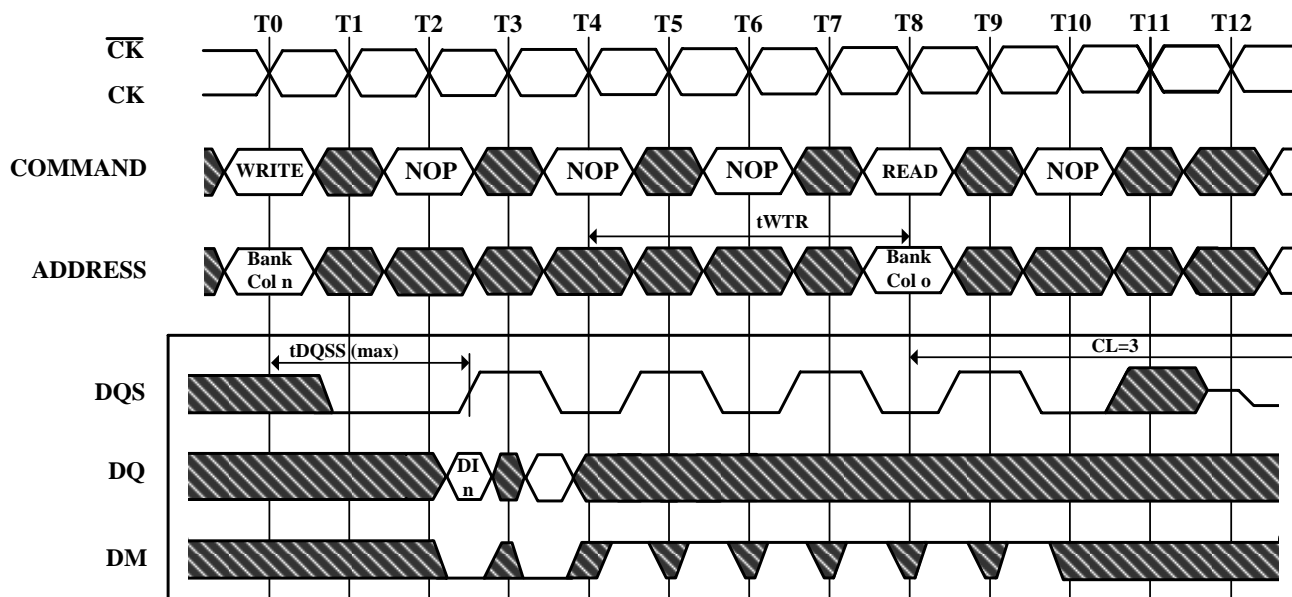 T0 T1 T2 T3 T4 T5 T6 T7 T8 T9 T10 T11 T12
CK
CK
COMMAND WRITE NOP NOP NOP READ NOP
tWTR
ADDRESS Bank Col n Bank Col o
tDQSS (max) CL=3
DQS
DQ DI n
DM